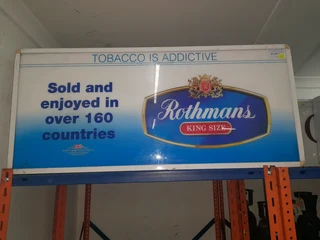 TOBACCO IS ADDICTIVE
Sold and
enjoyed in
over 160
countries
Rothmans
KING SIZE